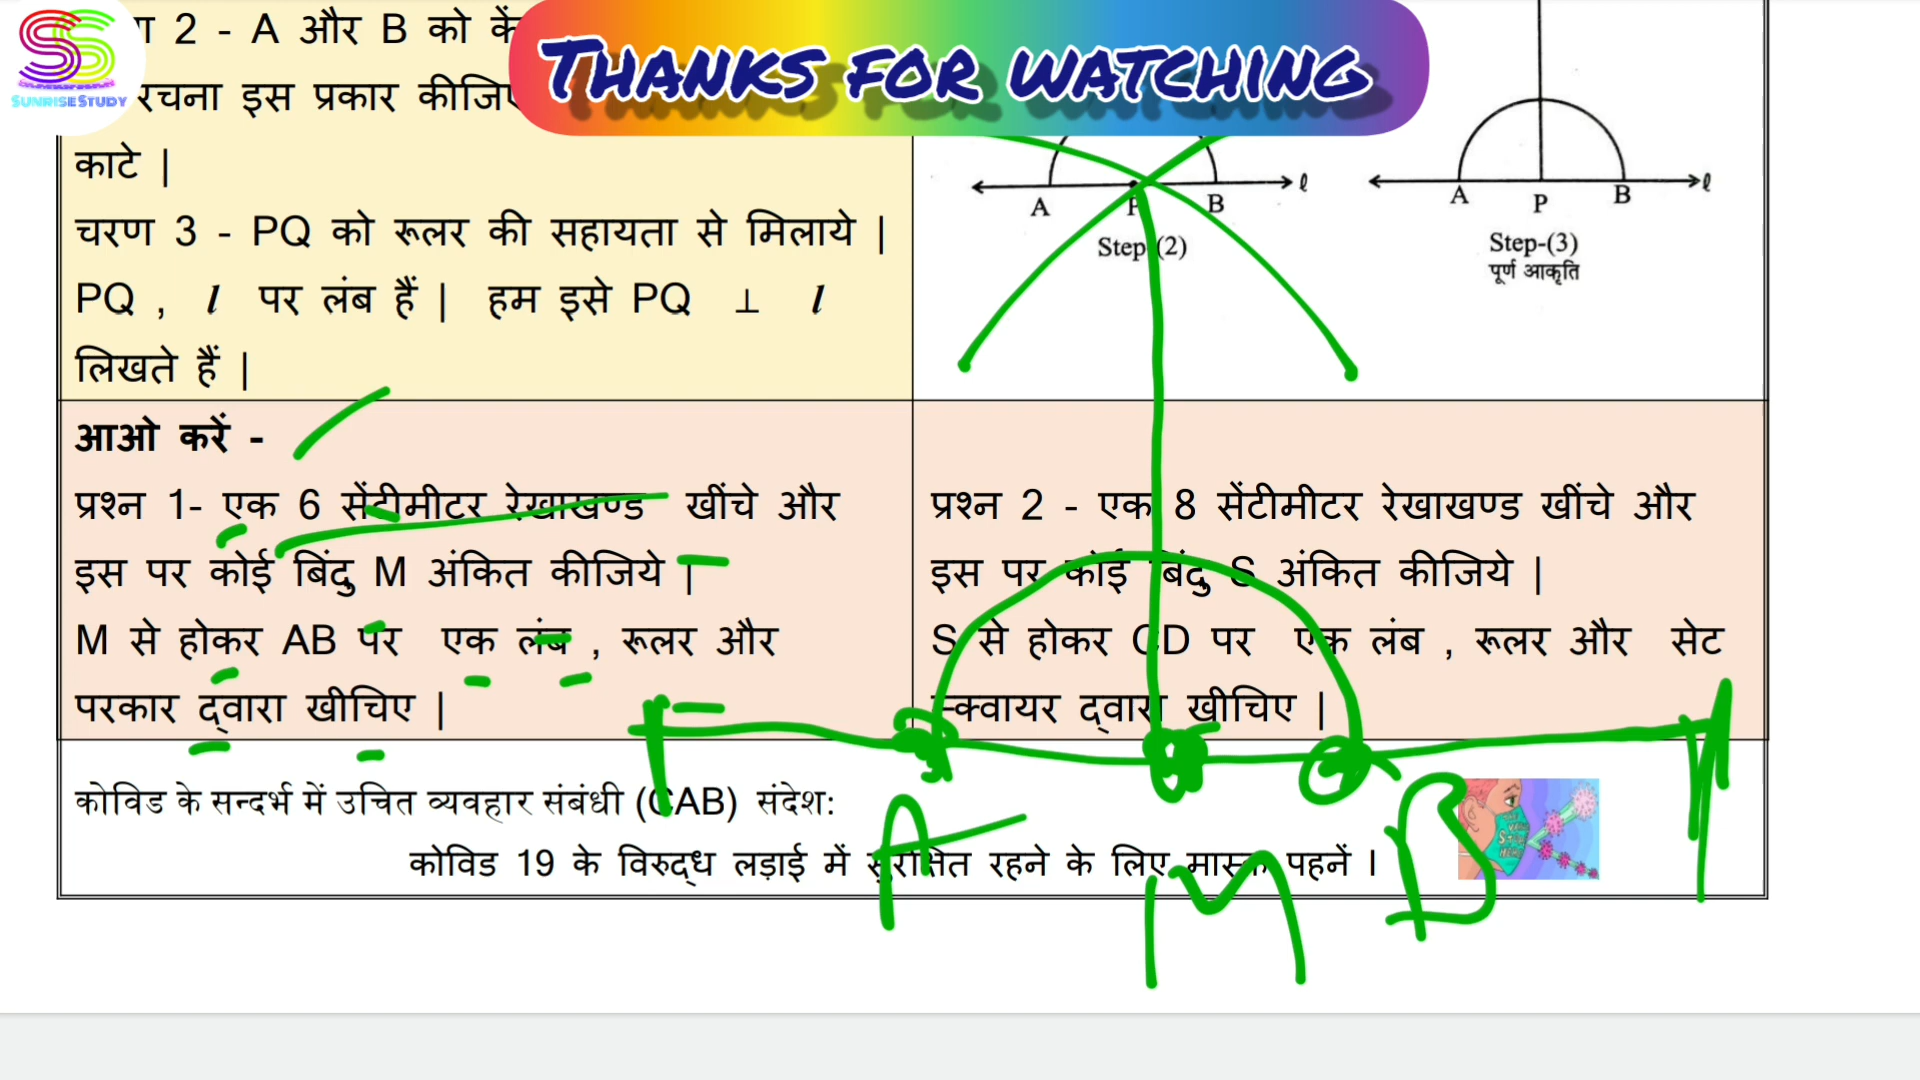 THANKS FOR WATCHING
SUNRISESTUDY
2 - A और B को
रचना इस प्रकार कीजिए
काटे |
चरण 3 - PQ को रूलर की सहायता से मिलाये |
PQ , l पर लंब हैं | हम इसे PQ ⊥ l
लिखते हैं |
A P B l
Step-(2)
A P B l
Step-(3)
पूर्ण आकृति
आओ करें -
प्रश्न 1- एक 6 सेंटीमीटर रेखाखण्ड खींचे और
इस पर कोई बिंदु M अंकित कीजिये |
M से होकर AB पर एक लंब , रूलर और
परकार द्वारा खीचिए |
प्रश्न 2 - एक 8 सेंटीमीटर रेखाखण्ड खींचे और
इस पर कोई बिंदु S अंकित कीजिये |
S से होकर CD पर एक लंब , रूलर और सेट
-क्वायर द्वारा खीचिए |
कोविड के सन्दर्भ में उचित व्यवहार संबंधी (CAB) संदेश:
कोविड 19 के विरुद्ध लड़ाई में सुरक्षित रहने के लिए मास्क पहनें ।
A M B